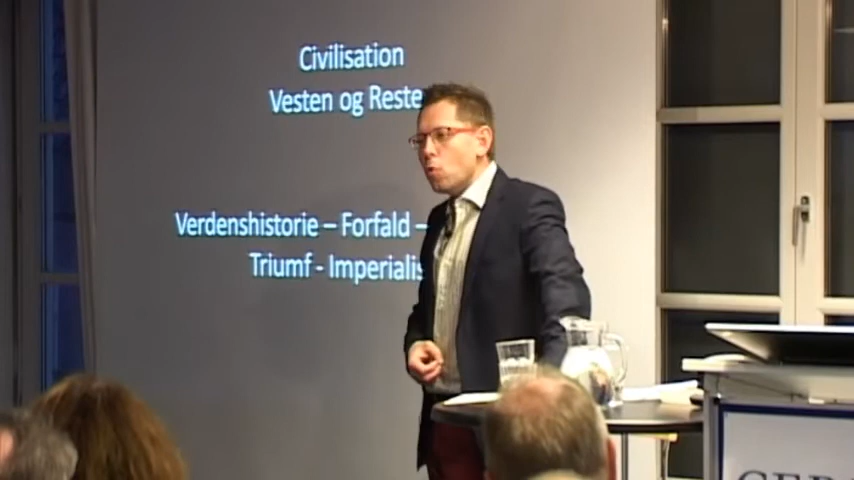 Civilisation
Vesten og Reste
Verdenshistorie – Forfald –
Triumf - Imperialis